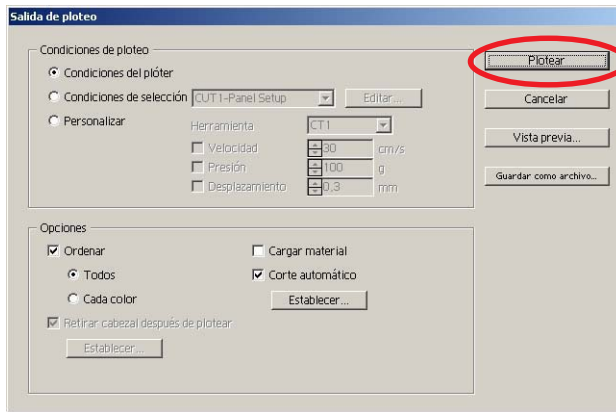 Salida de ploteo
Condiciones de ploteo
Condiciones del plóter
Condiciones de selección CUT1-Panel Setup Editar...
Personalizar
Herramienta CT1
Velocidad 30 cm/s
Presión 100 g
Desplazamiento 0,3 mm
Plotear
Cancelar
Vista previa...
Guardar como archivo...
Opciones
Ordenar
Todos
Cada color
Retirar cabezal después de plotear
Establecer...
Cargar material
Corte automático
Establecer...